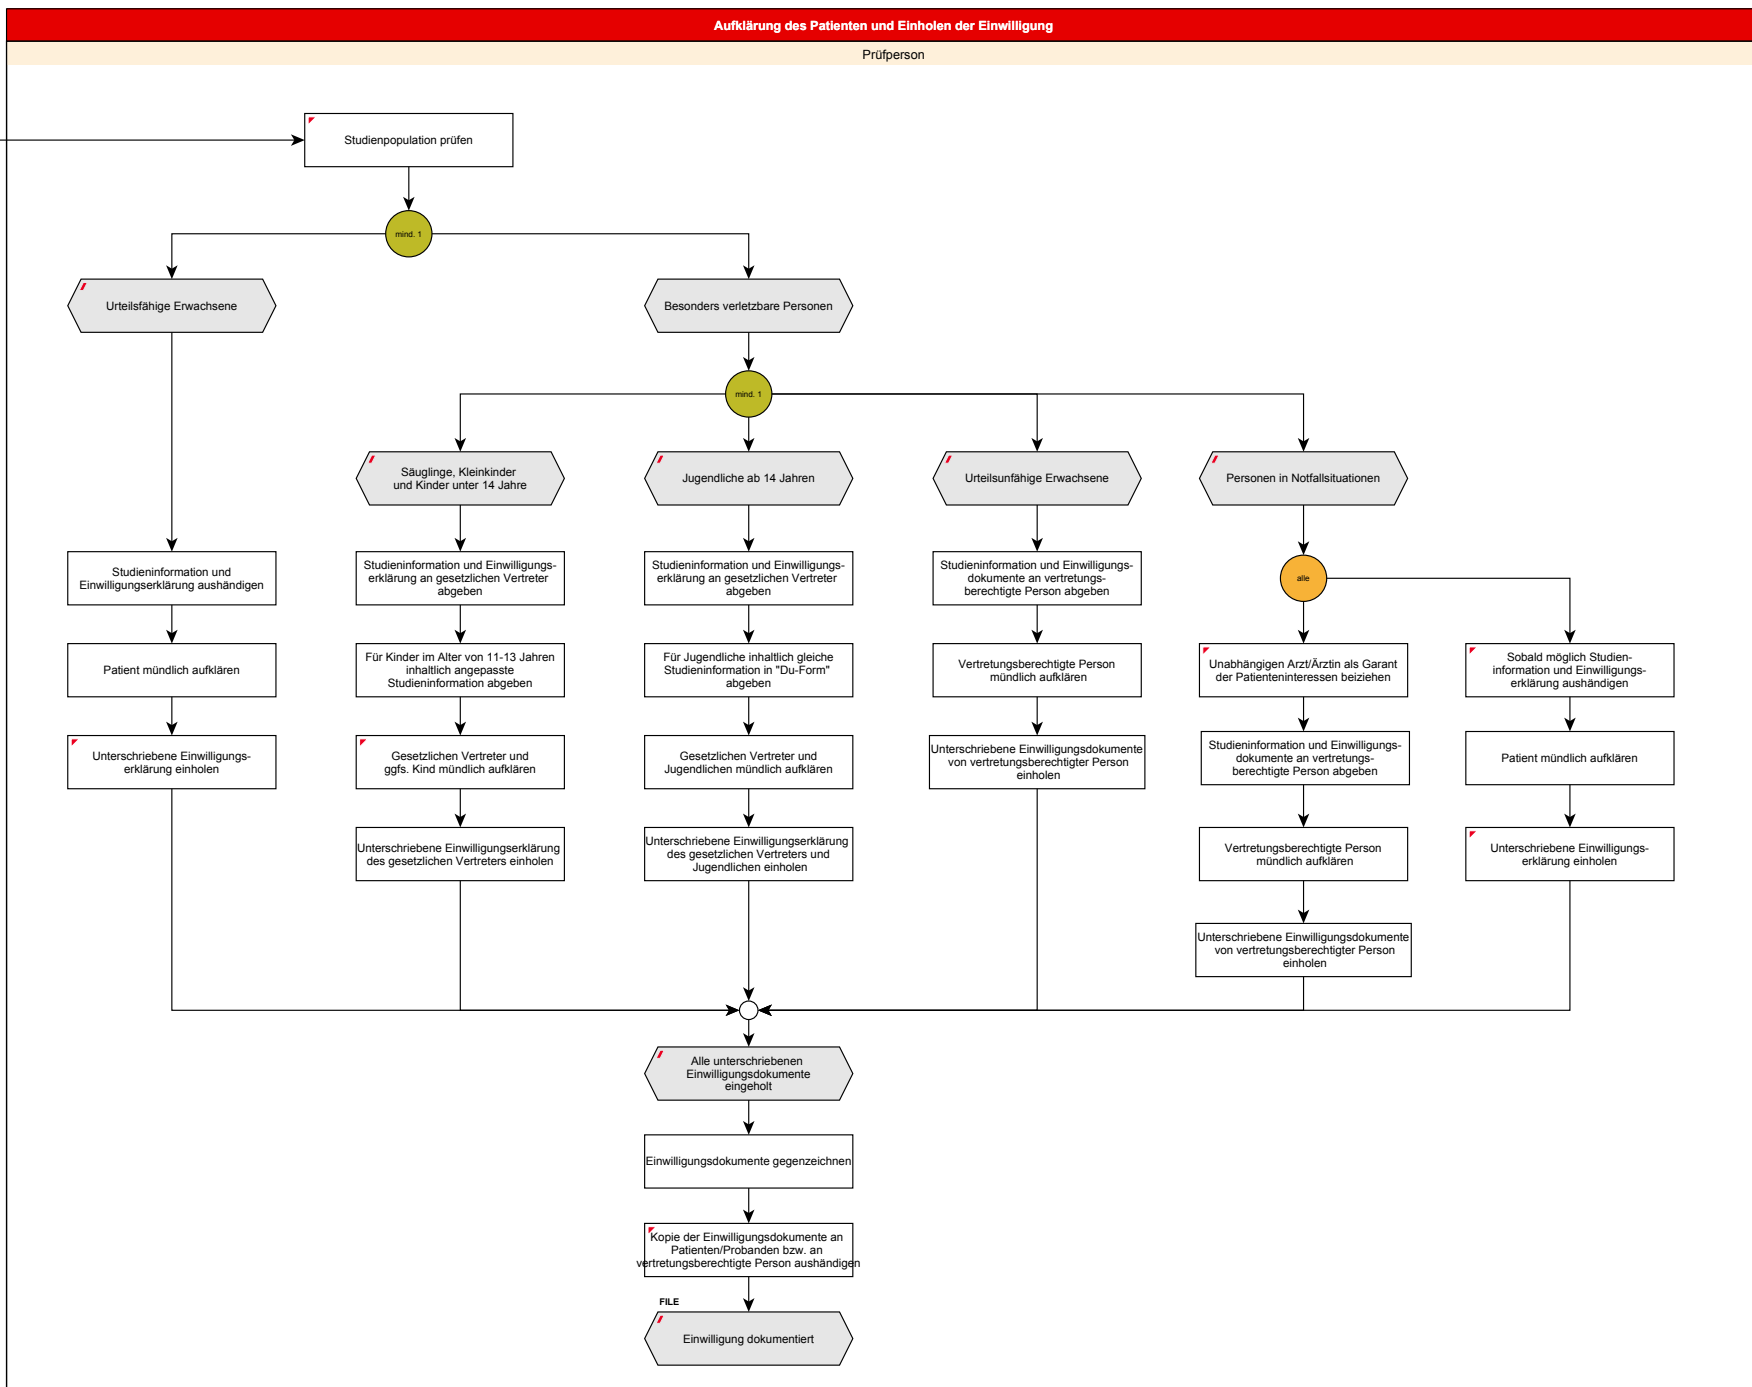 Aufklärung des Patienten und Einholen der Einwilligung
Prüfperson
Studienpopulation prüfen
mind. 1
Urteilsfähige Erwachsene
Besonders verletzbare Personen
mind. 1
Säuglinge, Kleinkinder
und Kinder unter 14 Jahre
Jugendliche ab 14 Jahren
Urteilsunfähige Erwachsene
Personen in Notfallsituationen
Studieninformation und
Einwilligungserklärung aushändigen
Studieninformation und Einwilligungs-
erklärung an gesetzlichen Vertreter
abgeben
Studieninformation und Einwilligungs-
erklärung an gesetzlichen Vertreter
abgeben
Studieninformation und Einwilligungs-
dokumente an vertretungs-
berechtigte Person abgeben
alle
Patient mündlich aufklären
Für Kinder im Alter von 11-13 Jahren
inhaltlich angepasste
Studieninformation abgeben
Für Jugendliche inhaltlich gleiche
Studieninformation in "Du-Form"
abgeben
Vertretungsberechtigte Person
mündlich aufklären
Unabhängigen Arzt/Ärztin als Garant
der Patienteninteressen beiziehen
Sobald möglich Studien-
information und Einwilligungs-
erklärung aushändigen
Unterschriebene Einwilligungs-
erklärung einholen
Gesetzlichen Vertreter und
ggfs. Kind mündlich aufklären
Gesetzlichen Vertreter und
Jugendlichen mündlich aufklären
Unterschriebene Einwilligungsdokumente
von vertretungsberechtigter Person
einholen
Studieninformation und Einwilligungs-
dokumente an vertretungs-
berechtigte Person abgeben
Patient mündlich aufklären
Unterschriebene Einwilligungserklärung
des gesetzlichen Vertreters einholen
Unterschriebene Einwilligungserklärung
des gesetzlichen Vertreters und
Jugendlichen einholen
Vertretungsberechtigte Person
mündlich aufklären
Unterschriebene Einwilligungs-
erklärung einholen
Unterschriebene Einwilligungsdokumente
von vertretungsberechtigter Person
einholen
Alle unterschriebenen
Einwilligungsdokumente
eingeholt
Einwilligungsdokumente gegenzeichnen
Kopie der Einwilligungsdokumente an
Patienten/Probanden bzw. an
vertretungsberechtigte Person aushändigen
FILE
Einwilligung dokumentiert